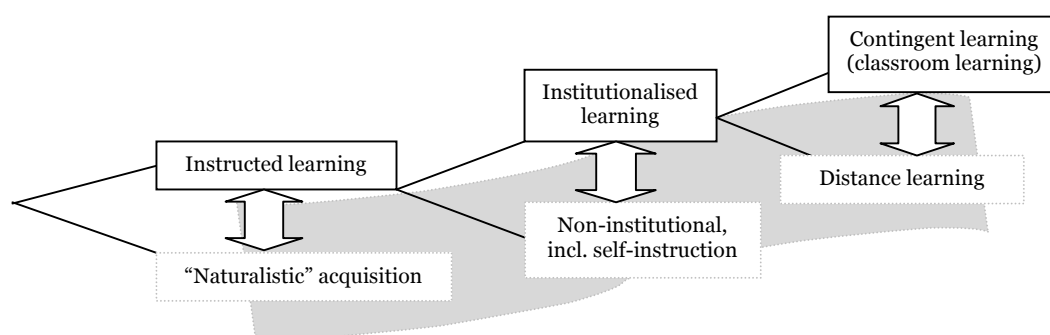 Contingent learning
(classroom learning)
Institutionalised
learning
Instructed learning
Distance learning
Non-institutional,
incl. self-instruction
“Naturalistic” acquisition